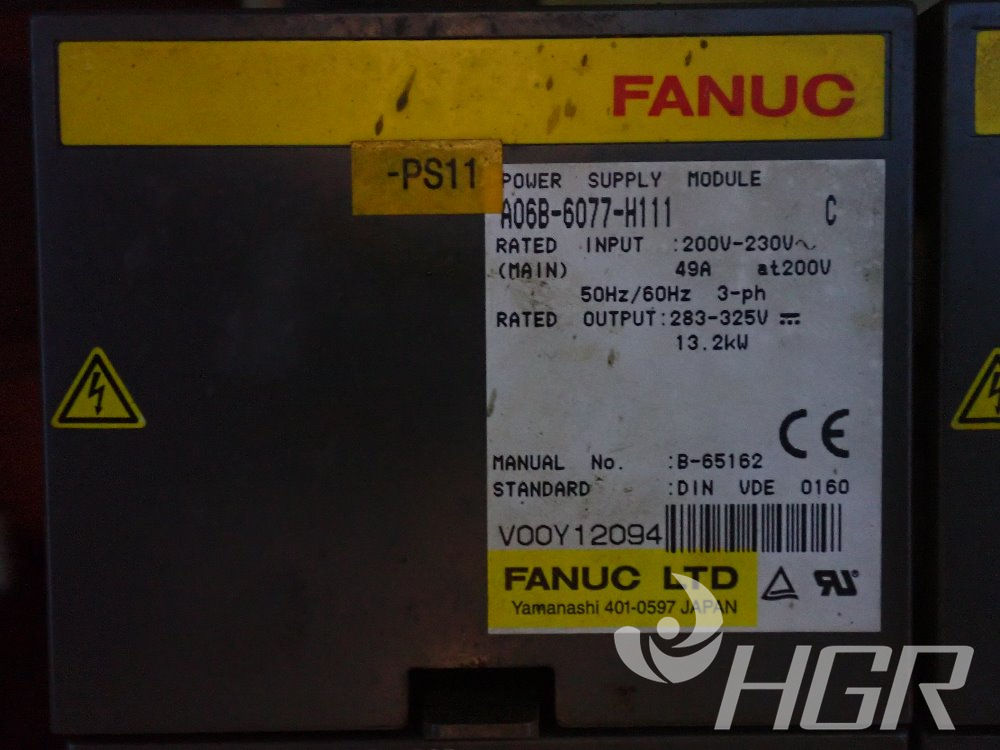 FANUC
-PS11
POWER SUPPLY MODULE
A06B-6077-H111 C
RATED INPUT :200V-230V~
(MAIN) 49A at200V
50Hz/60Hz 3-ph
RATED OUTPUT:283-325V ⎓
13.2kW
CE
MANUAL No. :B-65162
STANDARD :DIN VDE 0160
V00Y12094
FANUC LTD
Yamanashi 401-0597 JAPAN
HGR